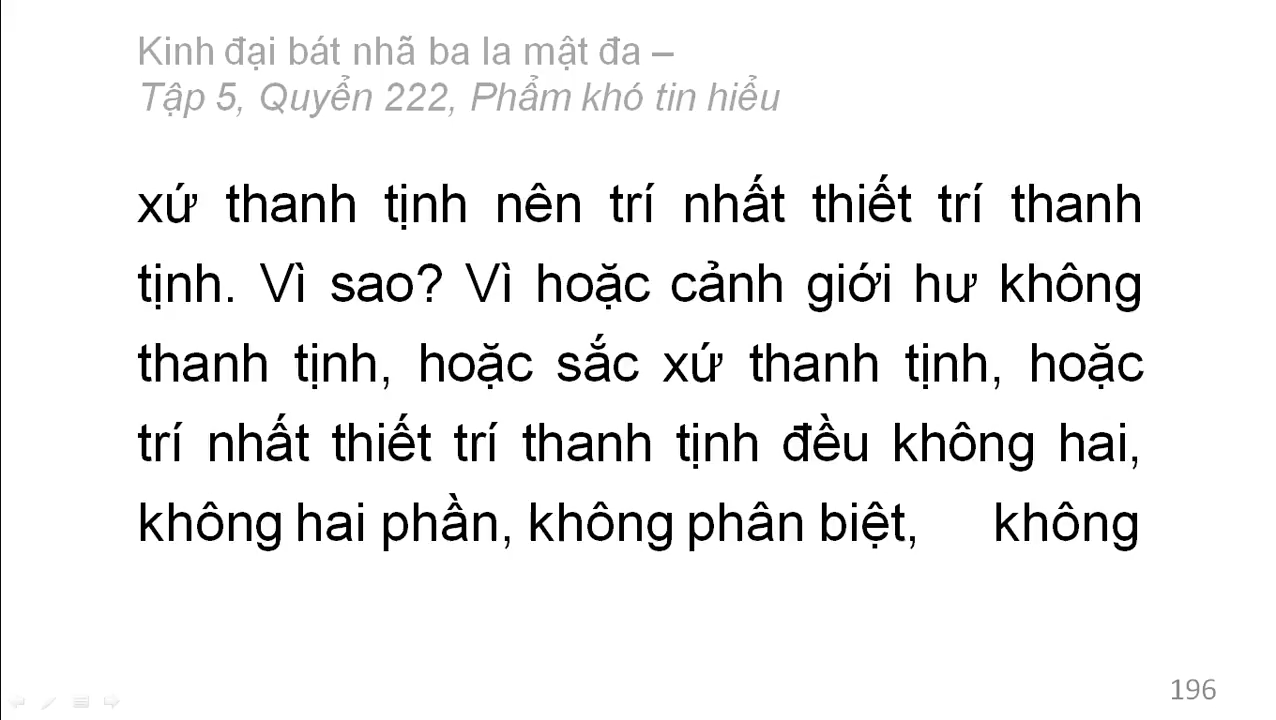 Kinh đại bát nhã ba la mật đa –
Tập 5, Quyển 222, Phẩm khó tin hiểu
xứ thanh tịnh nên trí nhất thiết trí thanh
tịnh. Vì sao? Vì hoặc cảnh giới hư không
thanh tịnh, hoặc sắc xứ thanh tịnh, hoặc
trí nhất thiết trí thanh tịnh đều không hai,
không hai phần, không phân biệt, không
196